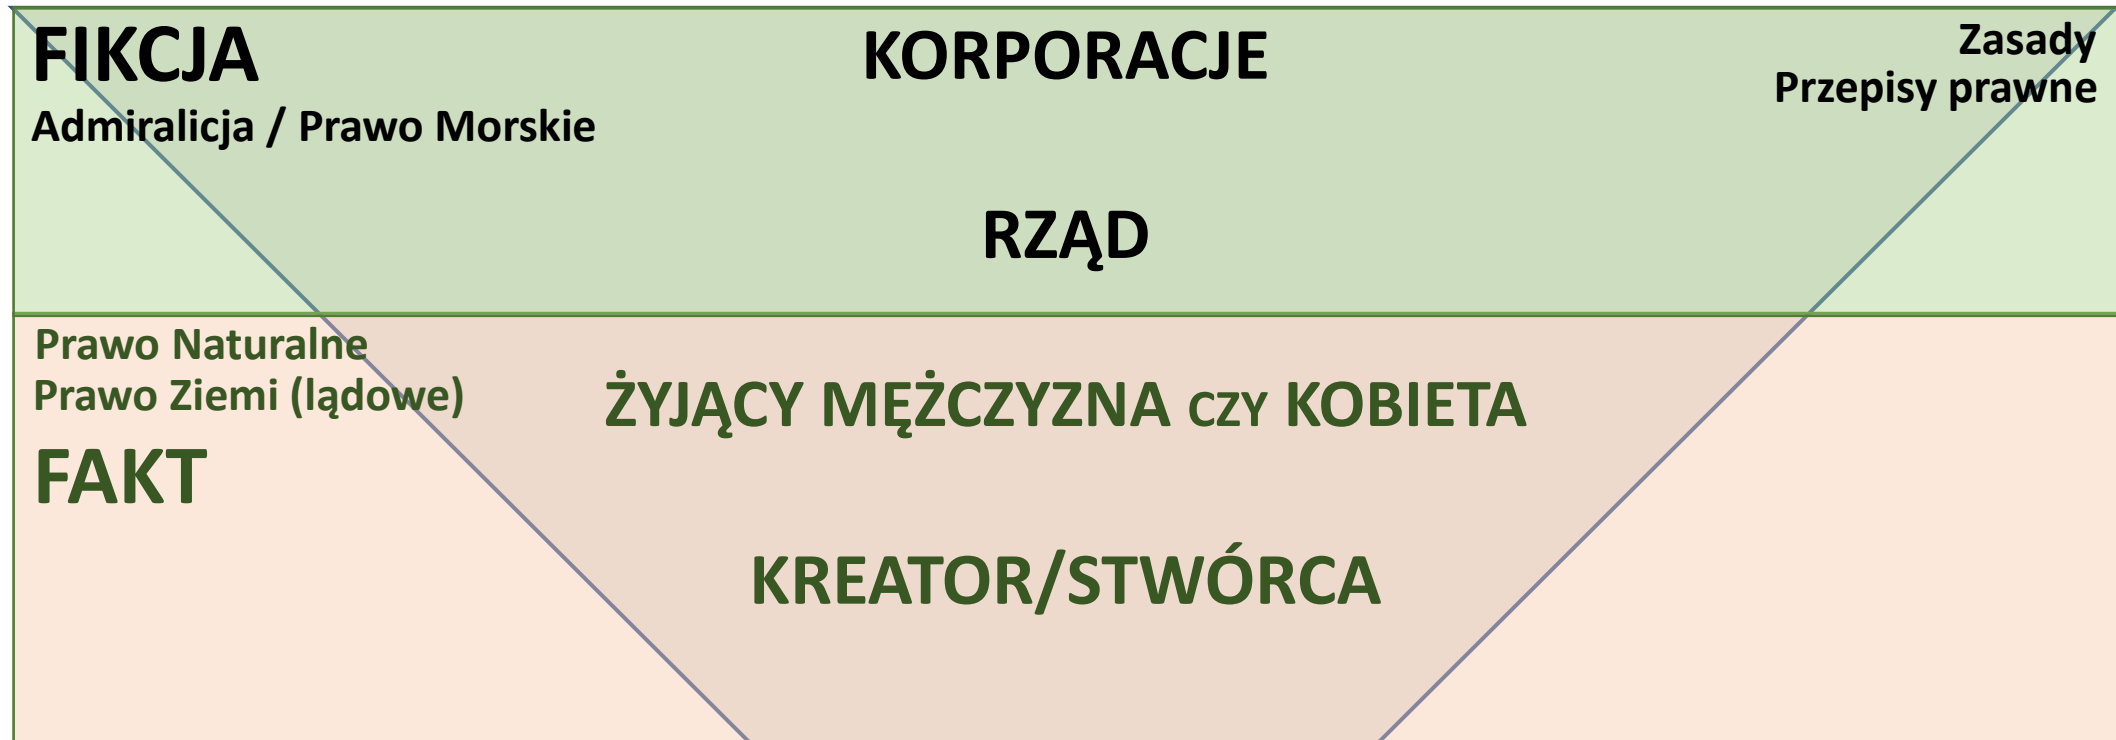 FIKCJA
KORPORACJE
Zasady
Przepisy prawne
Admiralicja / Prawo Morskie
RZĄD
Prawo Naturalne
Prawo Ziemi (lądowe)
ŻYJĄCY MĘŻCZYZNA CZY KOBIETA
FAKT
KREATOR/STWÓRCA